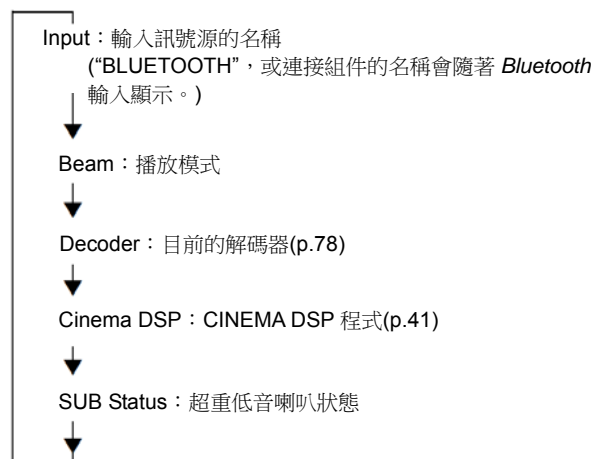 Input：輸入訊號源的名稱
(“BLUETOOTH”，或連接組件的名稱會隨著 Bluetooth
輸入顯示。)
Beam：播放模式
Decoder：目前的解碼器(p.78)
Cinema DSP：CINEMA DSP 程式(p.41)
SUB Status：超重低音喇叭狀態